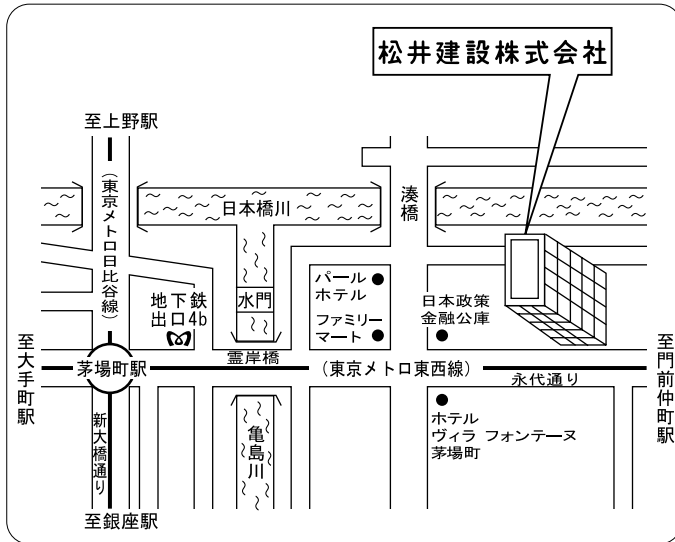 松井建設株式会社
至上野駅
（東京メトロ日比谷線）
日本橋川
湊橋
地下鉄
出口4b
水門
パール
ホテル
ファミリー
マート
日本政策
金融公庫
至大手町駅
茅場町駅
霊岸橋
（東京メトロ東西線）
永代通り
至門前仲町駅
新大橋通り
亀島川
ホテル
ヴィラ フォンテーヌ
茅場町
至銀座駅